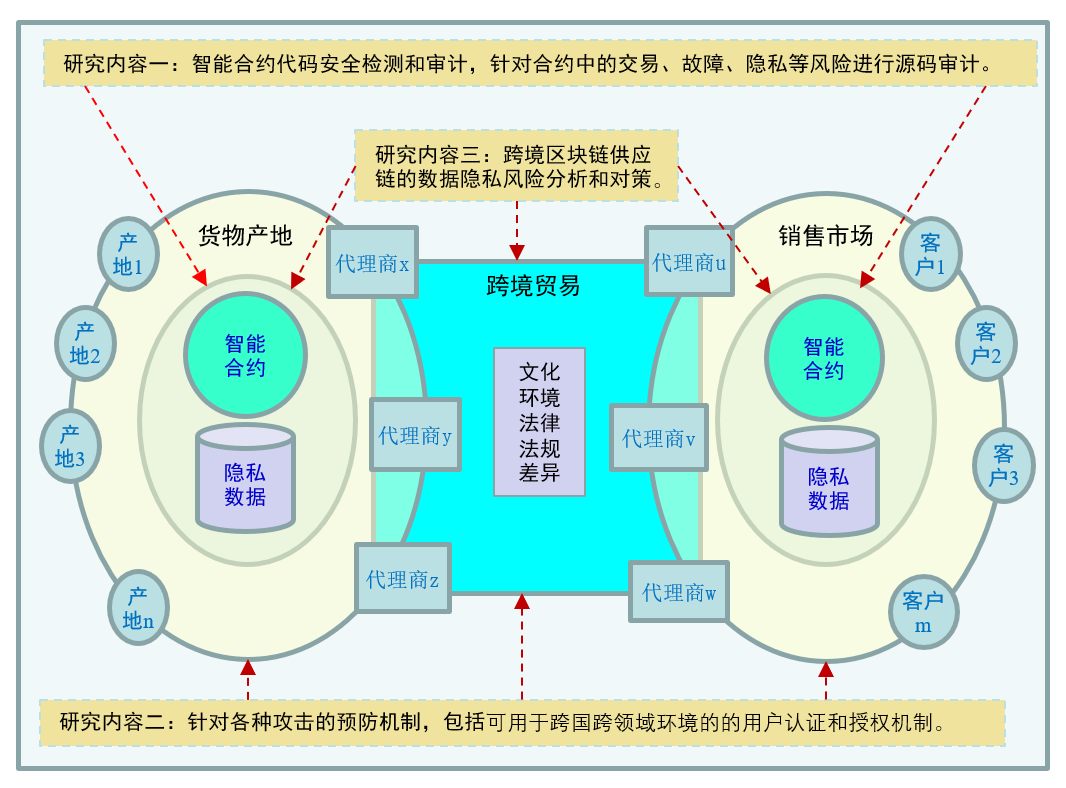 研究内容一：智能合约代码安全检测和审计，针对合约中的交易、故障、隐私等风险进行源码审计。
研究内容三：跨境区块链供应
链的数据隐私风险分析和对策。
货物产地
销售市场
产
地1
产
地2
产
地3
产
地n
智能
合约
隐私
数据
代理商x
代理商y
代理商z
跨境贸易
文化
环境
法律
法规
差异
代理商u
代理商v
代理商w
智能
合约
隐私
数据
客
户1
客
户2
客
户3
客户
m
研究内容二：针对各种攻击的预防机制，包括可用于跨国跨领域环境的的用户认证和授权机制。